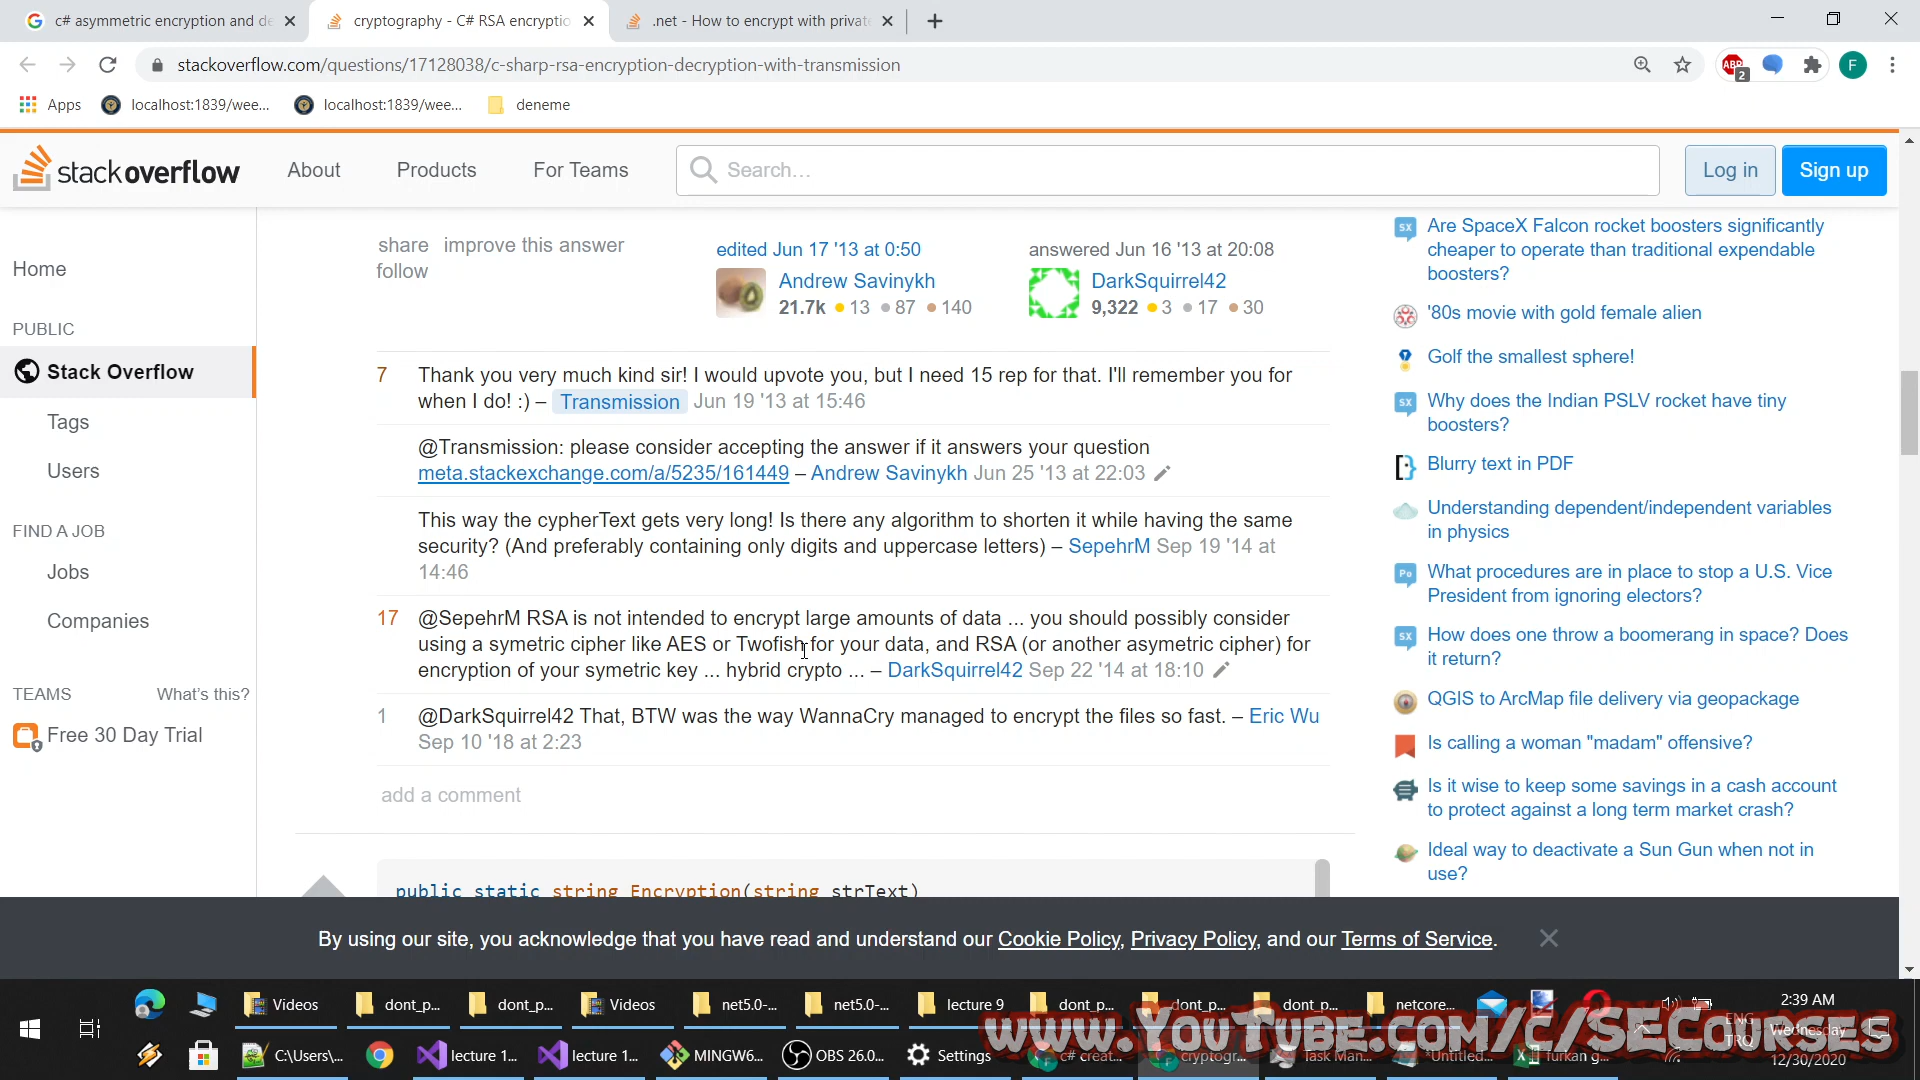 c# asymmetric encryption and de
cryptography - C# RSA encryptio
.net - How to encrypt with privat
stackoverflow.com/questions/17128038/c-sharp-rsa-encryption-decryption-with-transmission
ABP
2
F
Apps
localhost:1839/wee...
localhost:1839/wee...
deneme
stackoverflow
About
Products
For Teams
Search...
Log in
Sign up
Home
PUBLIC
Stack Overflow
Tags
Users
FIND A JOB
Jobs
Companies
TEAMS
What's this?
Free 30 Day Trial
share improve this answer
follow
edited Jun 17 '13 at 0:50
Andrew Savinykh
21.7k 13 87 140
answered Jun 16 '13 at 20:08
DarkSquirrel42
9,322 3 17 30
7
Thank you very much kind sir! I would upvote you, but I need 15 rep for that. I'll remember you for
when I do! :) – Transmission Jun 19 '13 at 15:46
@Transmission: please consider accepting the answer if it answers your question
meta.stackexchange.com/a/5235/161449 – Andrew Savinykh Jun 25 '13 at 22:03
This way the cypherText gets very long! Is there any algorithm to shorten it while having the same
security? (And preferably containing only digits and uppercase letters) – SepehrM Sep 19 '14 at
14:46
17
@SepehrM RSA is not intended to encrypt large amounts of data ... you should possibly consider
using a symetric cipher like AES or Twofish for your data, and RSA (or another asymetric cipher) for
encryption of your symetric key ... hybrid crypto ... – DarkSquirrel42 Sep 22 '14 at 18:10
1
@DarkSquirrel42 That, BTW was the way WannaCry managed to encrypt the files so fast. – Eric Wu
Sep 10 '18 at 2:23
add a comment
public static string Encryption(string strText)
Are SpaceX Falcon rocket boosters significantly
cheaper to operate than traditional expendable
boosters?
'80s movie with gold female alien
Golf the smallest sphere!
Why does the Indian PSLV rocket have tiny
boosters?
Blurry text in PDF
Understanding dependent/independent variables
in physics
What procedures are in place to stop a U.S. Vice
President from ignoring electors?
How does one throw a boomerang in space? Does
it return?
QGIS to ArcMap file delivery via geopackage
Is calling a woman "madam" offensive?
Is it wise to keep some savings in a cash account
to protect against a long term market crash?
Ideal way to deactivate a Sun Gun when not in
use?
By using our site, you acknowledge that you have read and understand our Cookie Policy, Privacy Policy, and our Terms of Service.
Videos
dont_p...
dont_p...
Videos
net5.0-...
net5.0-...
lecture 9
dont_p...
dont_p...
dont_p...
netcore...
2:39 AM
C:\Users\...
lecture 1...
lecture 1...
MINGW6...
OBS 26.0...
Settings
c# creat...
cryptogr...
Task Man...
*Untitled...
furkan g...
ENG
TRQ
Wednesday
12/30/2020
www.YouTube.com/c/SECourses